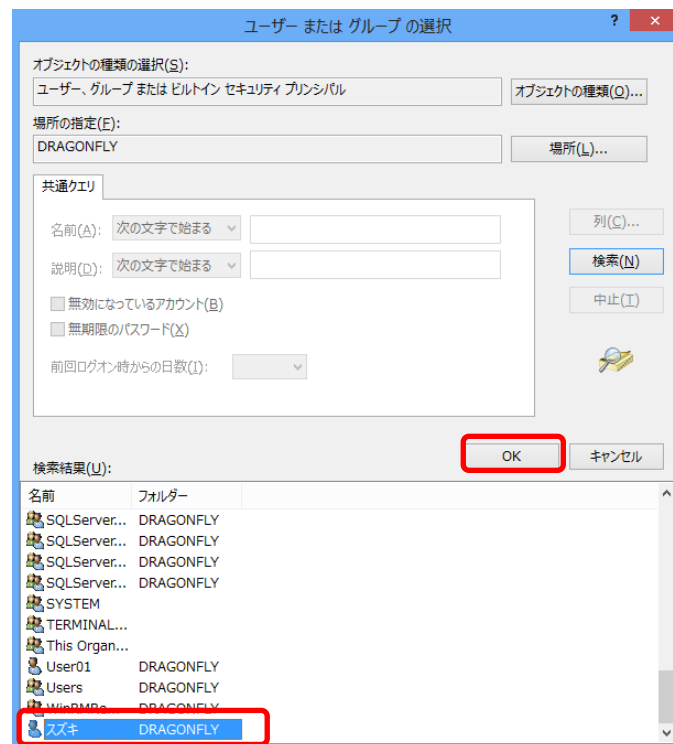 ユーザー または グループ の選択
? ×
オブジェクトの種類の選択(S):
ユーザー、グループ または ビルトイン セキュリティ プリンシパル
オブジェクトの種類(O)...
場所の指定(F):
DRAGONFLY
場所(L)...
共通クエリ
名前(A): 次の文字で始まる
列(C)...
説明(D): 次の文字で始まる
検索(N)
無効になっているアカウント(B)
中止(T)
無期限のパスワード(X)
前回ログオン時からの日数(I):
OK
キャンセル
検索結果(U):
名前 フォルダー
SQLServer... DRAGONFLY
SQLServer... DRAGONFLY
SQLServer... DRAGONFLY
SQLServer... DRAGONFLY
SYSTEM
TERMINAL...
This Organ...
User01 DRAGONFLY
Users DRAGONFLY
WinRMRe... DRAGONFLY
スズキ DRAGONFLY